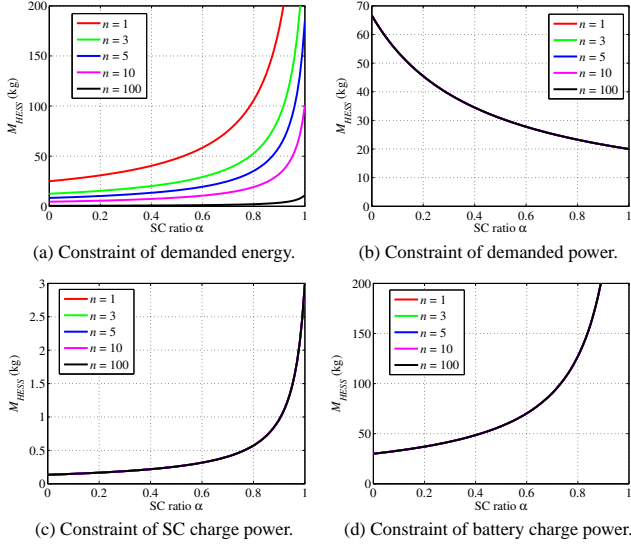 200
150
100
50
0
M_HESS (kg)
n = 1
n = 3
n = 5
n = 10
n = 100
0 0.2 0.4 0.6 0.8 1
SC ratio α
(a) Constraint of demanded energy.
70
60
50
40
30
20
10
0
M_HESS (kg)
n = 1
n = 3
n = 5
n = 10
n = 100
0 0.2 0.4 0.6 0.8 1
SC ratio α
(b) Constraint of demanded power.
3
2.5
2
1.5
1
0.5
0
M_HESS (kg)
n = 1
n = 3
n = 5
n = 10
n = 100
0 0.2 0.4 0.6 0.8 1
SC ratio α
(c) Constraint of SC charge power.
200
150
100
50
0
M_HESS (kg)
n = 1
n = 3
n = 5
n = 10
n = 100
0 0.2 0.4 0.6 0.8 1
SC ratio α
(d) Constraint of battery charge power.